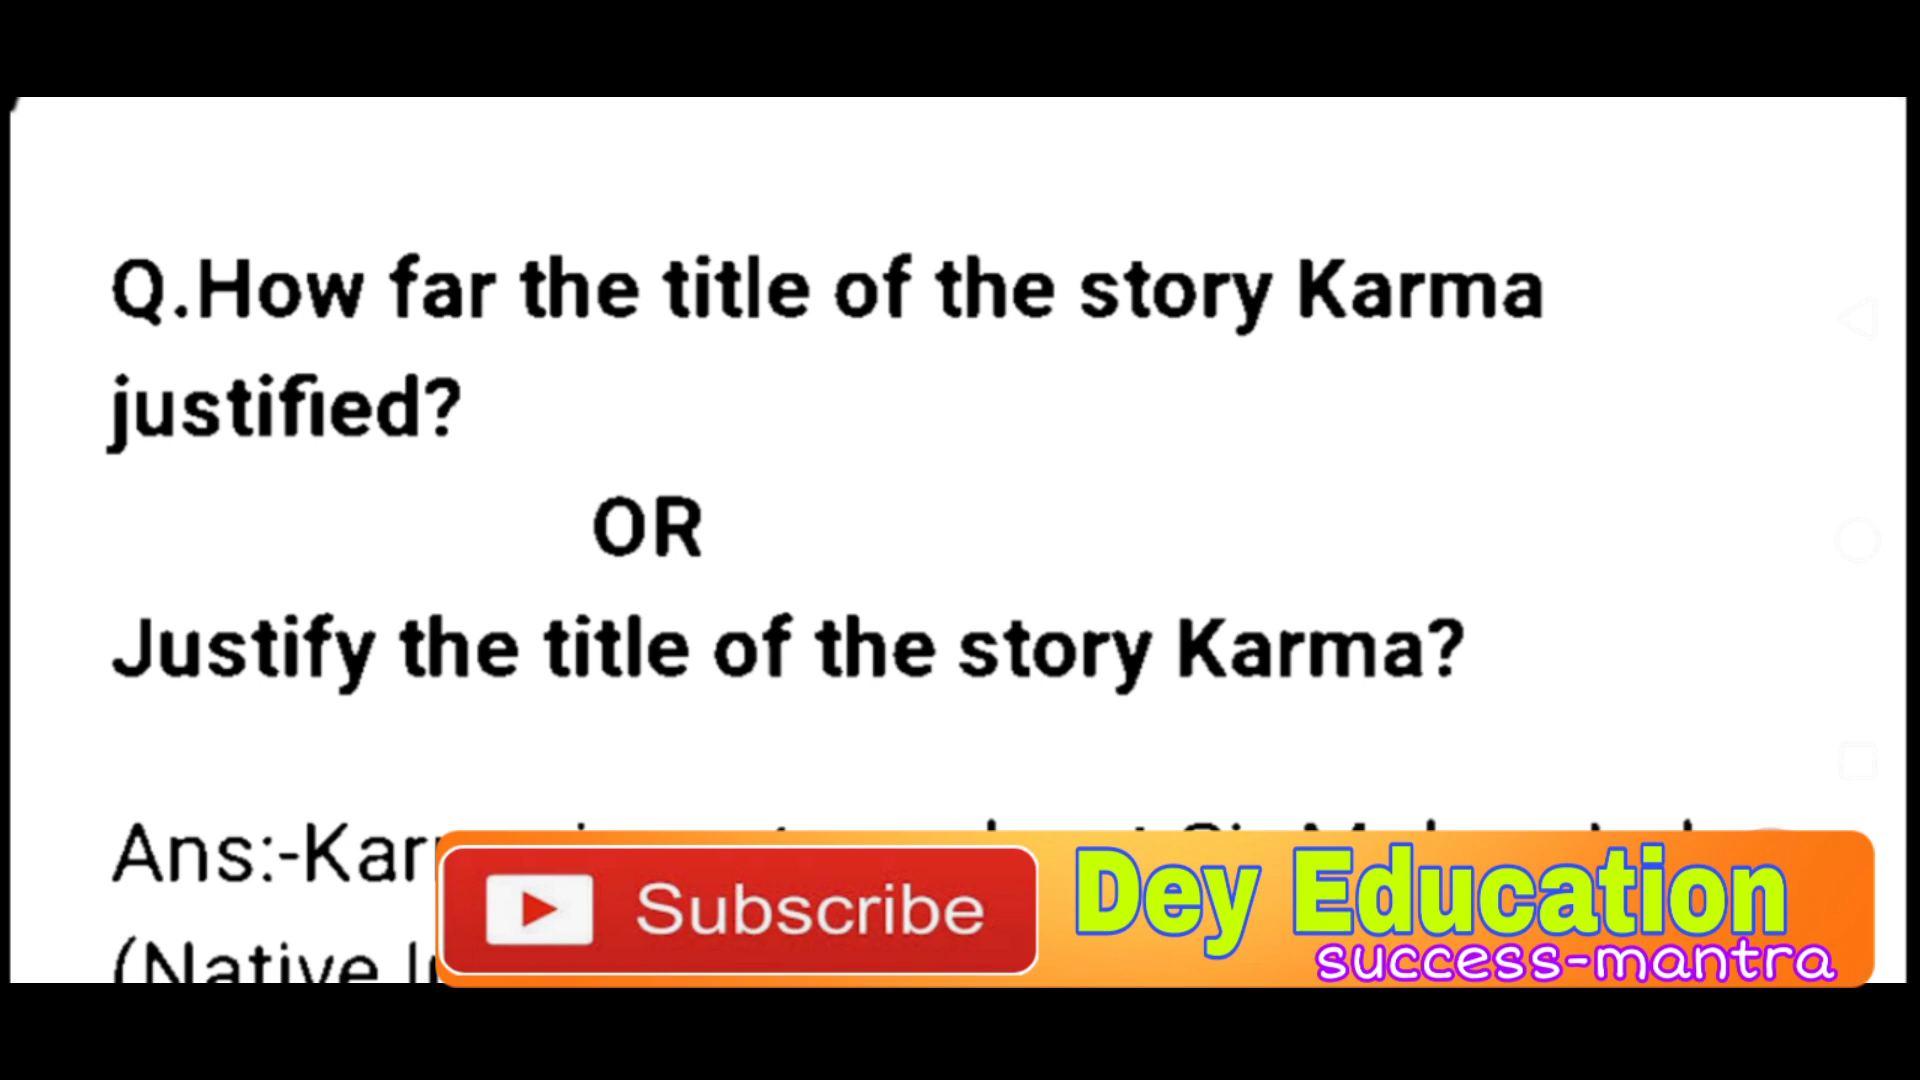 Q.How far the title of the story Karma
justified?
OR
Justify the title of the story Karma?
Ans:-Kar
(Native
Subscribe
Dey Education
success-mantra